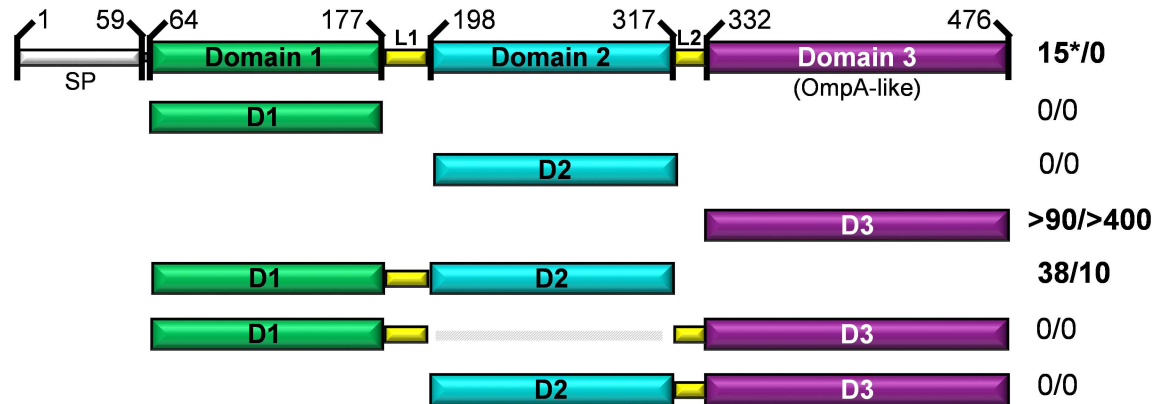 1 59 64 177 L1 198 317 L2 332 476
Domain 1 Domain 2 Domain 3 15*/0
SP (OmpA-like)
D1 0/0
D2 0/0
D3 >90/>400
D1 D2 38/10
D1 D3 0/0
D2 D3 0/0